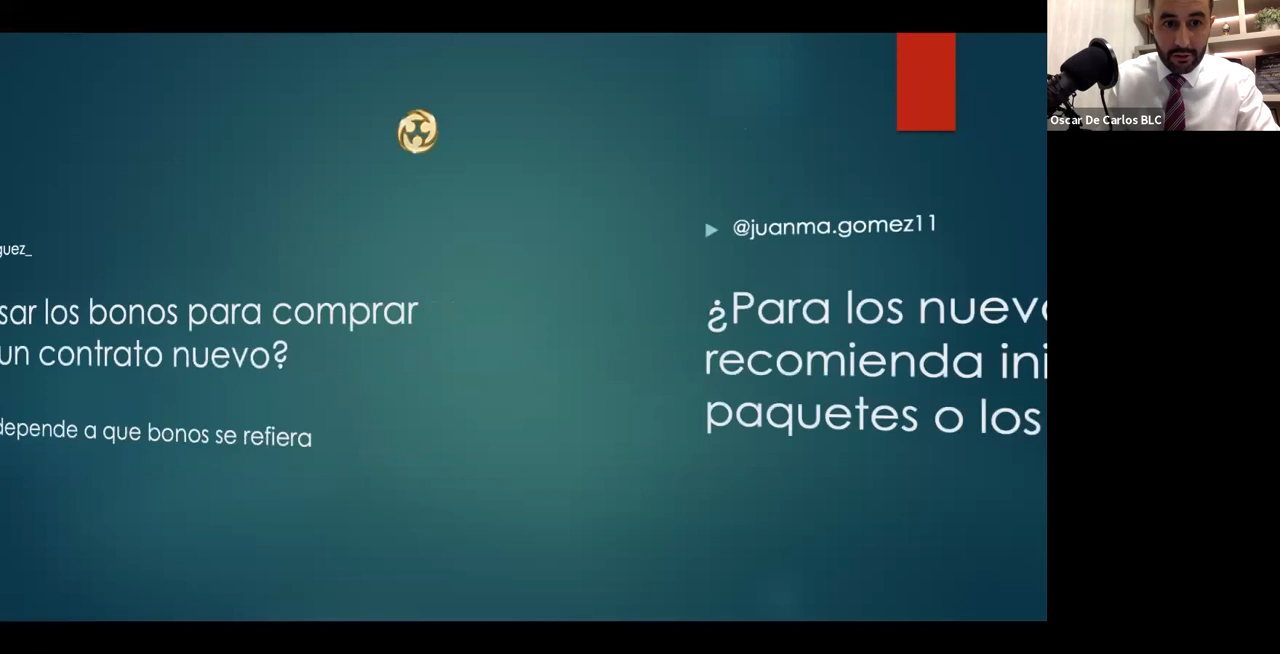 guez_
sar los bonos para comprar
un contrato nuevo?
depende a que bonos se refiera
@juanma.gomez11
¿Para los nuev
recomienda ini
paquetes o los
Oscar De Carlos BLC